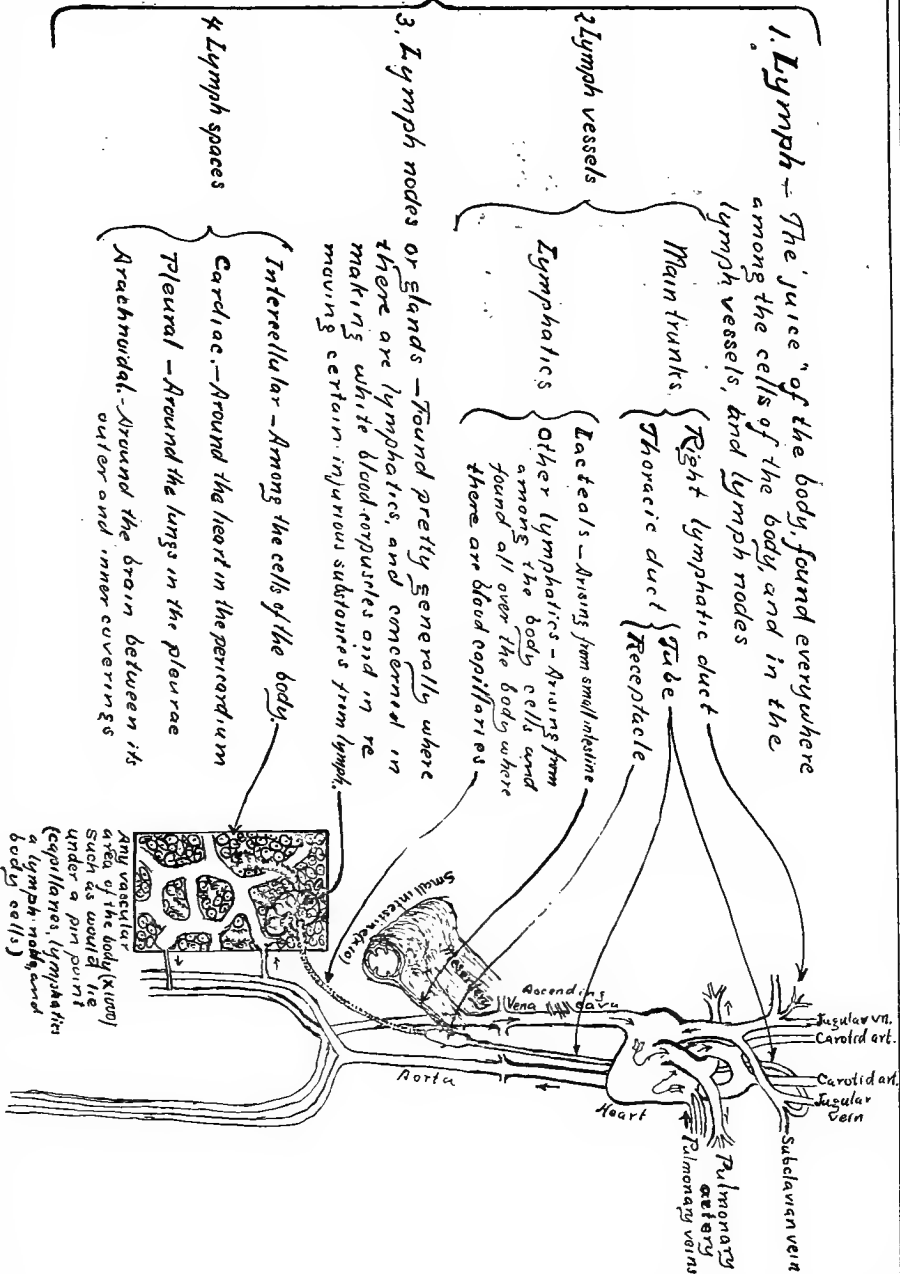 1. Lymph – The "juice" of the body, found everywhere
among the cells of the body, and in the
lymph vessels, and lymph nodes
2 Lymph vessels
Main trunks
Right lymphatic duct
Thoracic duct
Tube
Receptacle
Lymphatics
Lacteals – Arising from small intestine
Other lymphatics – Arising from
among the body cells and
found all over the body where
there are blood capillaries
3. Lymph nodes or glands – Found pretty generally where
there are lymphatics, and concerned in
making white blood corpuscles and in re
moving certain injurious substances from lymph.
4 Lymph spaces
Intercellular – Among the cells of the body.
Cardiac. – Around the heart in the pericardium
Pleural – Around the lungs in the pleurae
Arachnoidal. – Around the brain between its
outer and inner coverings
Jugular vn.
Carotid art.
Carotid art.
Jugular
vein
Subclavian vein
Pulmonary
artery
Pulmonary veins
Heart
Aorta
Ascending
Vena cava
Mesentery
Small intestine (x10)
Any vascular
area of the body (x1000)
such as would lie
under a pin point
(capillaries, lymphatics
a lymph node, and
body cells)